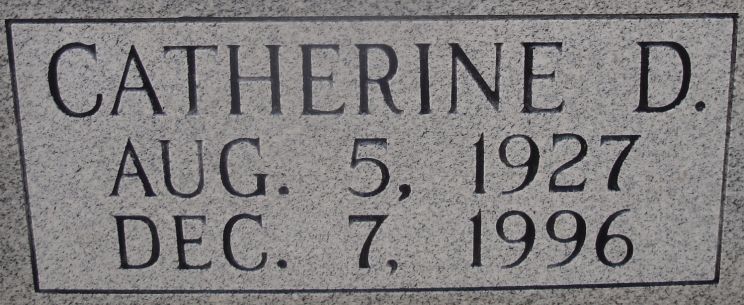 CATHERINE D.
AUG. 5, 1927
DEC. 7, 1996